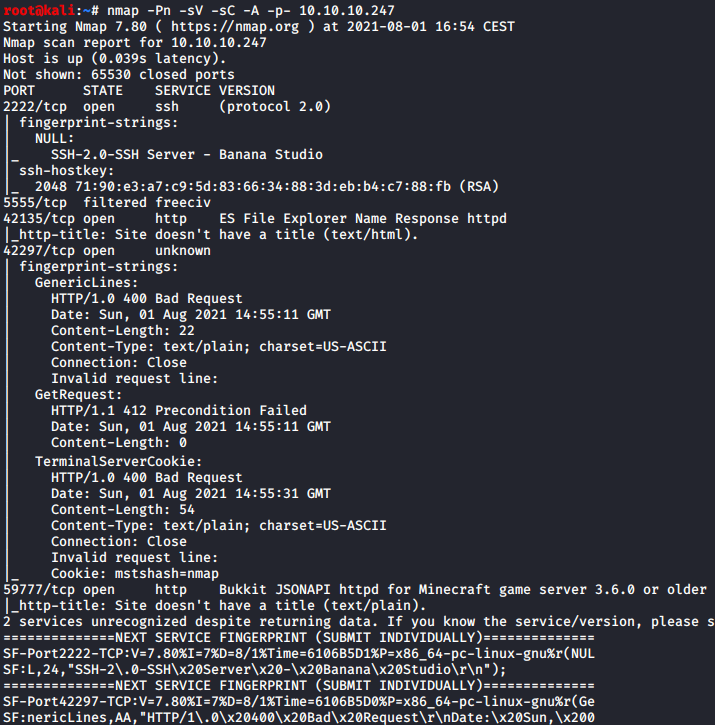 root@kali:~# nmap -Pn -sV -sC -A -p- 10.10.10.247
Starting Nmap 7.80 ( https://nmap.org ) at 2021-08-01 16:54 CEST
Nmap scan report for 10.10.10.247
Host is up (0.039s latency).
Not shown: 65530 closed ports
PORT      STATE    SERVICE VERSION
2222/tcp  open     ssh     (protocol 2.0)
| fingerprint-strings:
|   NULL:
|_    SSH-2.0-SSH Server - Banana Studio
| ssh-hostkey:
|_  2048 71:90:e3:a7:c9:5d:83:66:34:88:3d:eb:b4:c7:88:fb (RSA)
5555/tcp  filtered freeciv
42135/tcp open     http    ES File Explorer Name Response httpd
|_http-title: Site doesn't have a title (text/html).
42297/tcp open     unknown
| fingerprint-strings:
|   GenericLines:
|     HTTP/1.0 400 Bad Request
|     Date: Sun, 01 Aug 2021 14:55:11 GMT
|     Content-Length: 22
|     Content-Type: text/plain; charset=US-ASCII
|     Connection: Close
|     Invalid request line:
|   GetRequest:
|     HTTP/1.1 412 Precondition Failed
|     Date: Sun, 01 Aug 2021 14:55:11 GMT
|     Content-Length: 0
|   TerminalServerCookie:
|     HTTP/1.0 400 Bad Request
|     Date: Sun, 01 Aug 2021 14:55:31 GMT
|     Content-Length: 54
|     Content-Type: text/plain; charset=US-ASCII
|     Connection: Close
|     Invalid request line:
|_    Cookie: mstshash=nmap
59777/tcp open     http    Bukkit JSONAPI httpd for Minecraft game server 3.6.0 or older
|_http-title: Site doesn't have a title (text/plain).
2 services unrecognized despite returning data. If you know the service/version, please s
==============NEXT SERVICE FINGERPRINT (SUBMIT INDIVIDUALLY)==============
SF-Port2222-TCP:V=7.80%I=7%D=8/1%Time=6106B5D1%P=x86_64-pc-linux-gnu%r(NUL
SF:L,24,"SSH-2\.0-SSH\x20Server\x20-\x20Banana\x20Studio\r\n");
==============NEXT SERVICE FINGERPRINT (SUBMIT INDIVIDUALLY)==============
SF-Port42297-TCP:V=7.80%I=7%D=8/1%Time=6106B5D0%P=x86_64-pc-linux-gnu%r(Ge
SF:nericLines,AA,"HTTP/1\.0\x20400\x20Bad\x20Request\r\nDate:\x20Sun,\x200